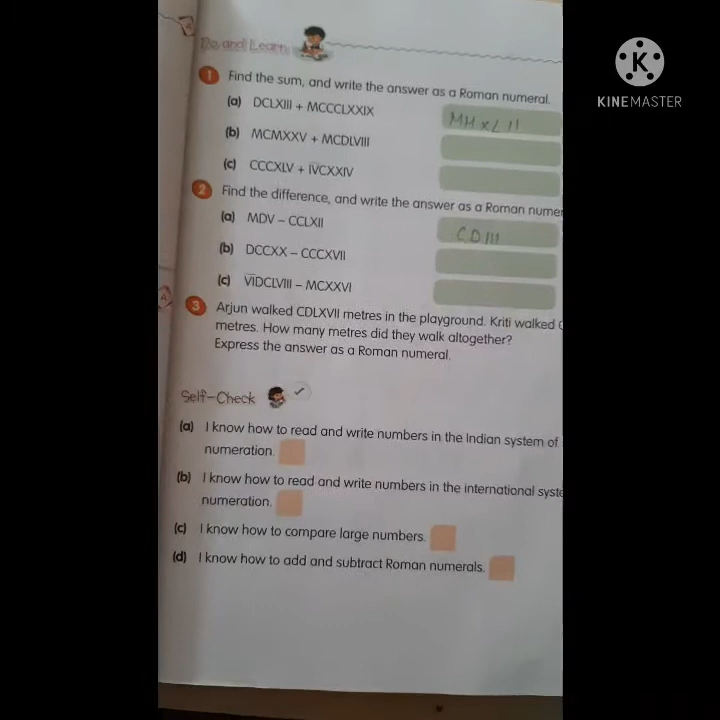 Do and Learn
1 Find the sum, and write the answer as a Roman numeral.
(a) DCLXIII + MCCCLXXIX MMXLII
(b) MCMXXV + MCDLVIII
(c) CCCXLV + I̅V̅CXXIV
2 Find the difference, and write the answer as a Roman numer
(a) MDV – CCLXII CDIII
(b) DCCXX – CCCXVII
(c) V̅I̅DCLVIII – MCXXVI
3 Arjun walked CDLXVII metres in the playground. Kriti walked
metres. How many metres did they walk altogether?
Express the answer as a Roman numeral.
Self-Check
(a) I know how to read and write numbers in the Indian system of
numeration.
(b) I know how to read and write numbers in the international syste
numeration.
(c) I know how to compare large numbers.
(d) I know how to add and subtract Roman numerals.
KINEMASTER